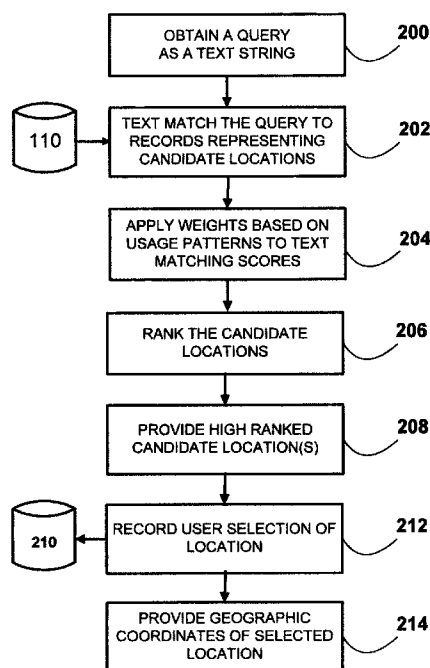 OBTAIN A QUERY
AS A TEXT STRING
200
110
TEXT MATCH THE QUERY TO
RECORDS REPRESENTING
CANDIDATE LOCATIONS
202
APPLY WEIGHTS BASED ON
USAGE PATTERNS TO TEXT
MATCHING SCORES
204
RANK THE CANDIDATE
LOCATIONS
206
PROVIDE HIGH RANKED
CANDIDATE LOCATION(S)
208
210
RECORD USER SELECTION OF
LOCATION
212
PROVIDE GEOGRAPHIC
COORDINATES OF SELECTED
LOCATION
214